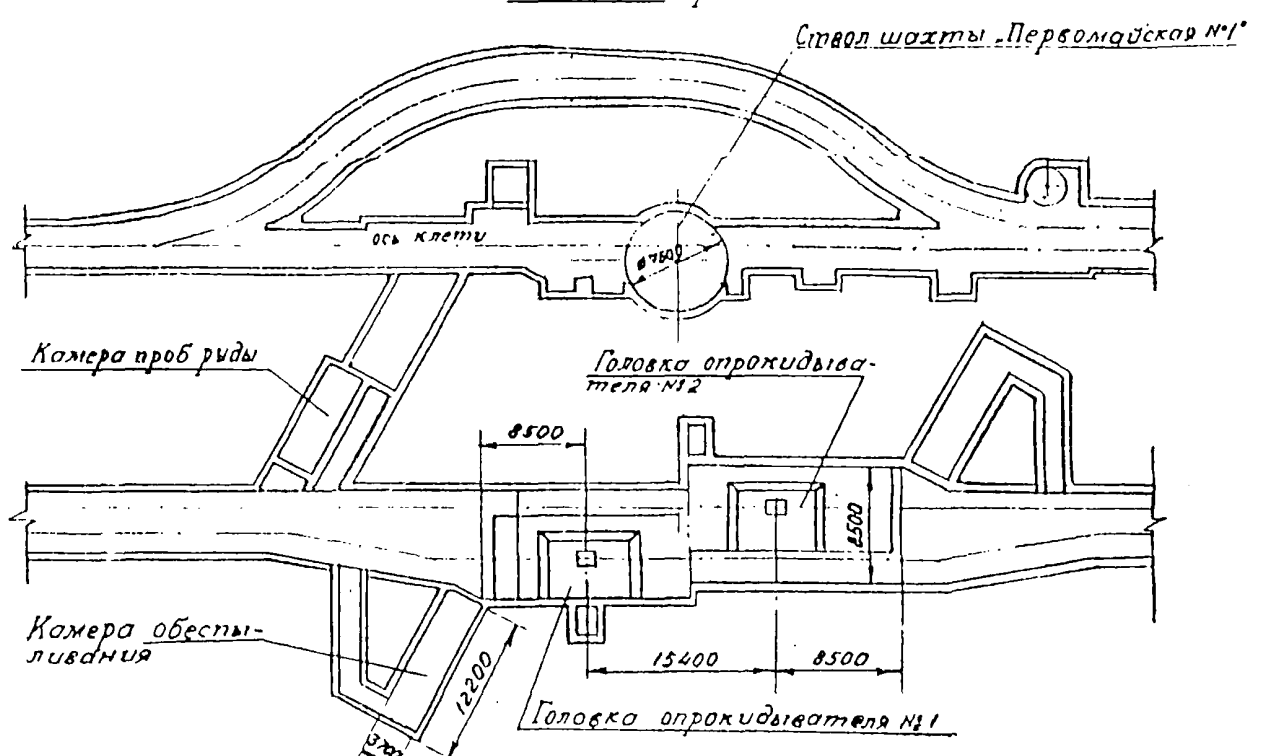 Ствол шахты „Первомайская №1"
ось клети
Камера проб руды
Головка опрокидыва-
теля №2
8500
8500
Камера обеспы-
ливания
12200
15400
8500
3700
Головка опрокидывателя №1